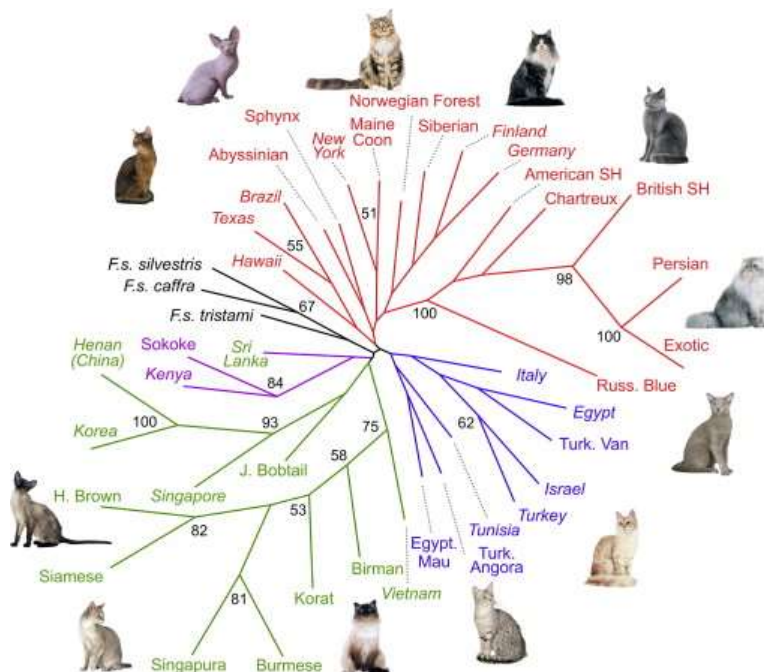 Norwegian Forest
Sphynx
Maine
Coon
Siberian
New
York
Finland
Abyssinian
Germany
American SH
Brazil
Chartreux
British SH
Texas
51
F.s. silvestris
55
Hawaii
F.s. caffra
Persian
98
67
F.s. tristami
100
100
Henan
(China)
Sokoke
Sri
Lanka
Exotic
Italy
Kenya
84
Russ. Blue
Egypt
100
93
75
62
Turk. Van
Korea
58
J. Bobtail
Israel
H. Brown
Singapore
53
Turkey
82
Tunisia
Egypt.
Mau
Turk.
Angora
Siamese
Birman
Vietnam
Korat
81
Singapura
Burmese